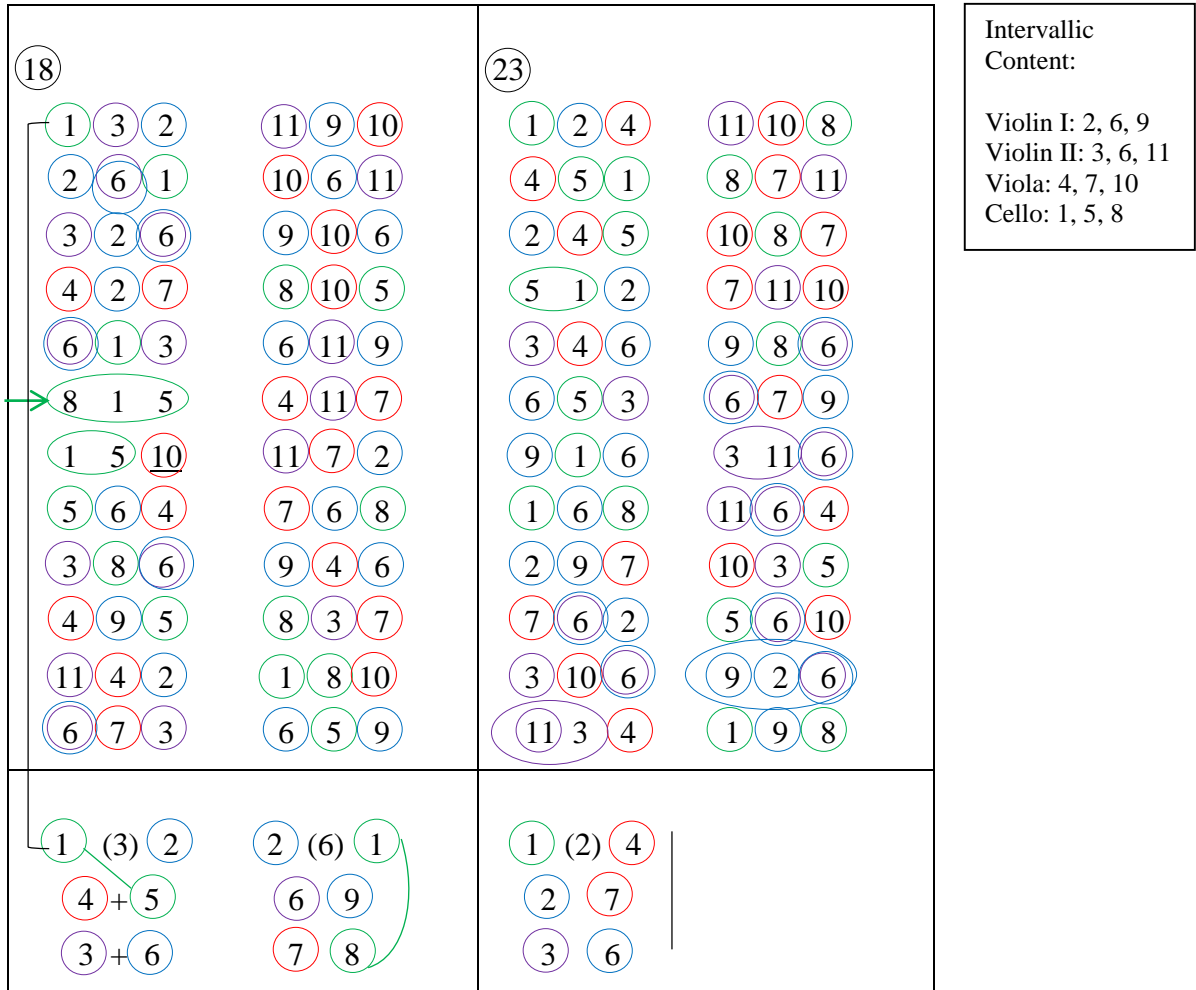 18
1 3 2 11 9 10
2 6 1 10 6 11
3 2 6 9 10 6
4 2 7 8 10 5
6 1 3 6 11 9
8 1 5 4 11 7
1 5 10 11 7 2
5 6 4 7 6 8
3 8 6 9 4 6
4 9 5 8 3 7
11 4 2 1 8 10
6 7 3 6 5 9
23
1 2 4 11 10 8
4 5 1 8 7 11
2 4 5 10 8 7
5 1 2 7 11 10
3 4 6 9 8 6
6 5 3 6 7 9
9 1 6 3 11 6
1 6 8 11 6 4
2 9 7 10 3 5
7 6 2 5 6 10
3 10 6 9 2 6
11 3 4 1 9 8
1 (3) 2 2 (6) 1
4 + 5 6 9
3 + 6 7 8
1 (2) 4
2 7
3 6
Intervallic
Content:
Violin I: 2, 6, 9
Violin II: 3, 6, 11
Viola: 4, 7, 10
Cello: 1, 5, 8